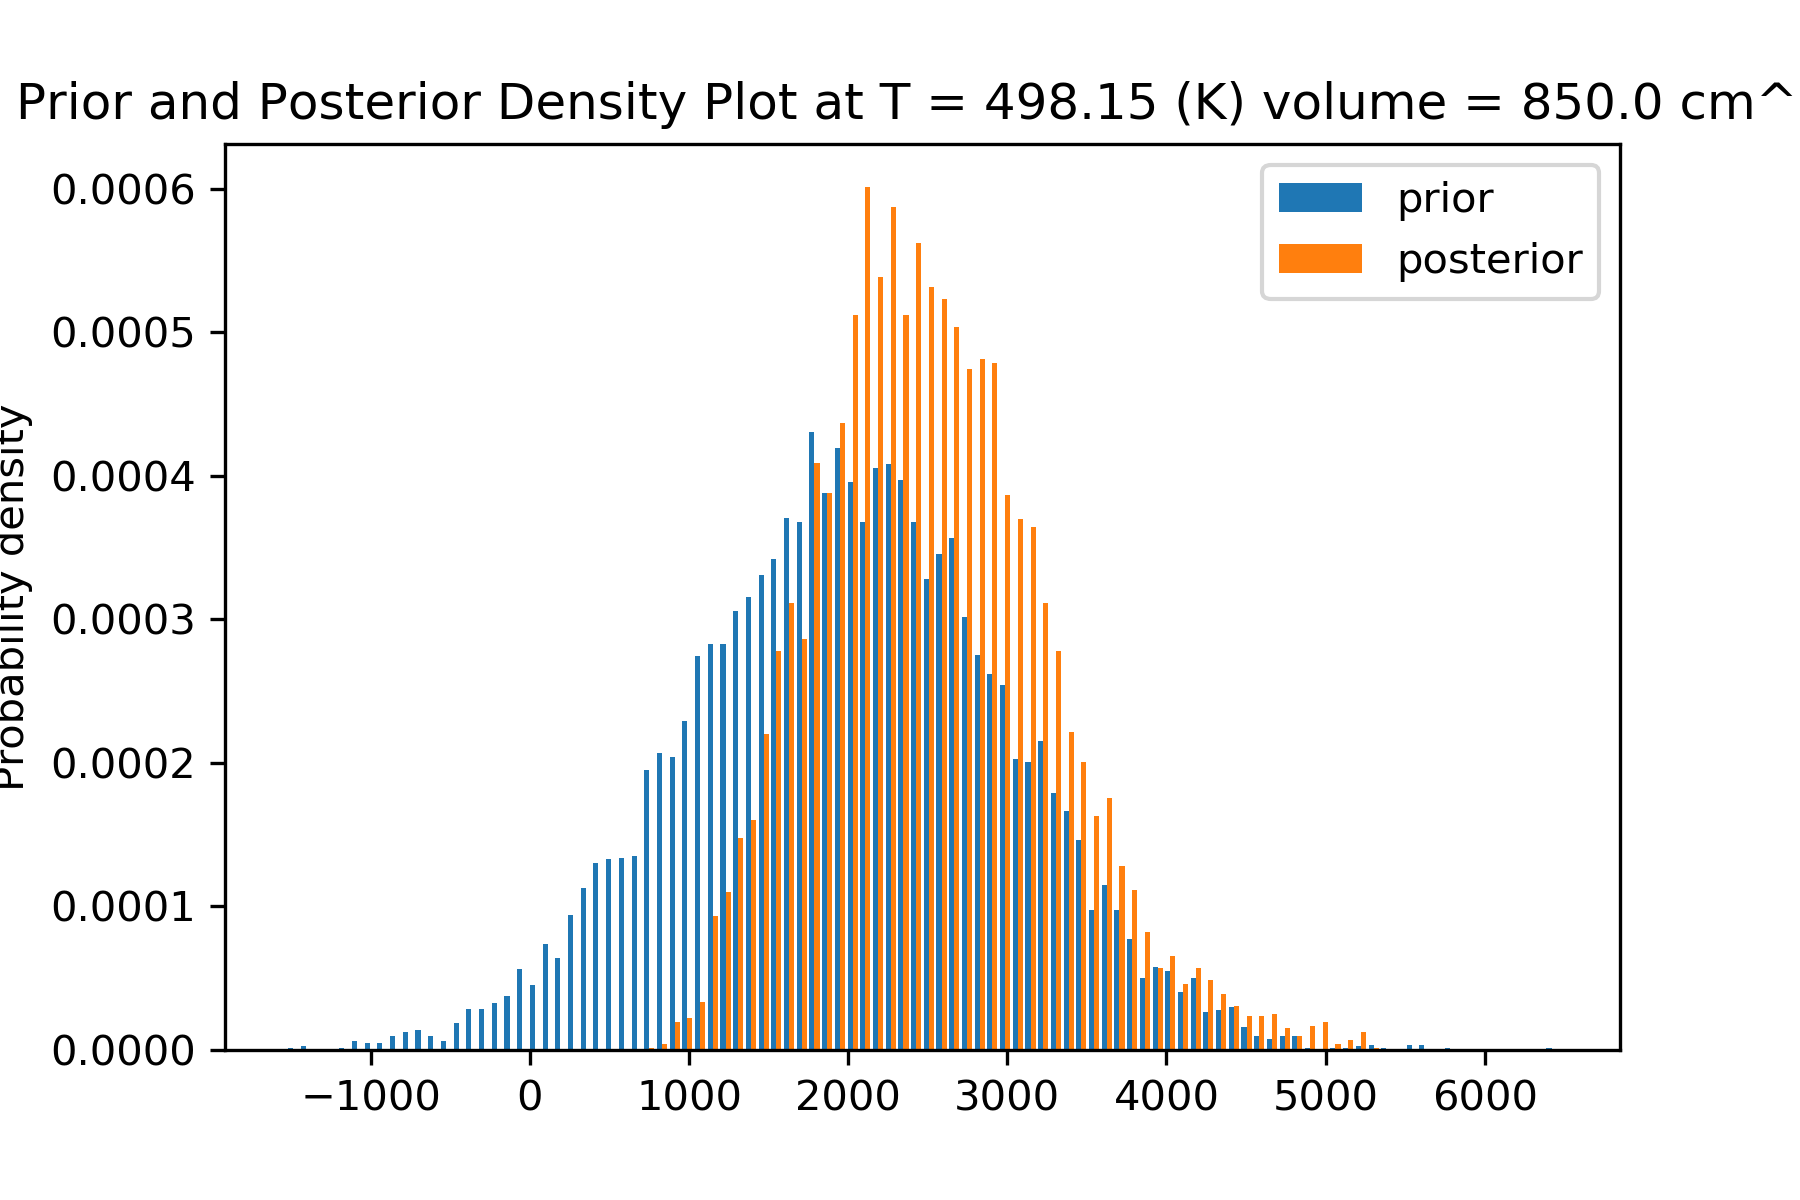 Prior and Posterior Density Plot at T = 498.15 (K) volume = 850.0 cm^
prior
posterior
Probability density
0.0006
0.0005
0.0004
0.0003
0.0002
0.0001
0.0000
−1000 0 1000 2000 3000 4000 5000 6000